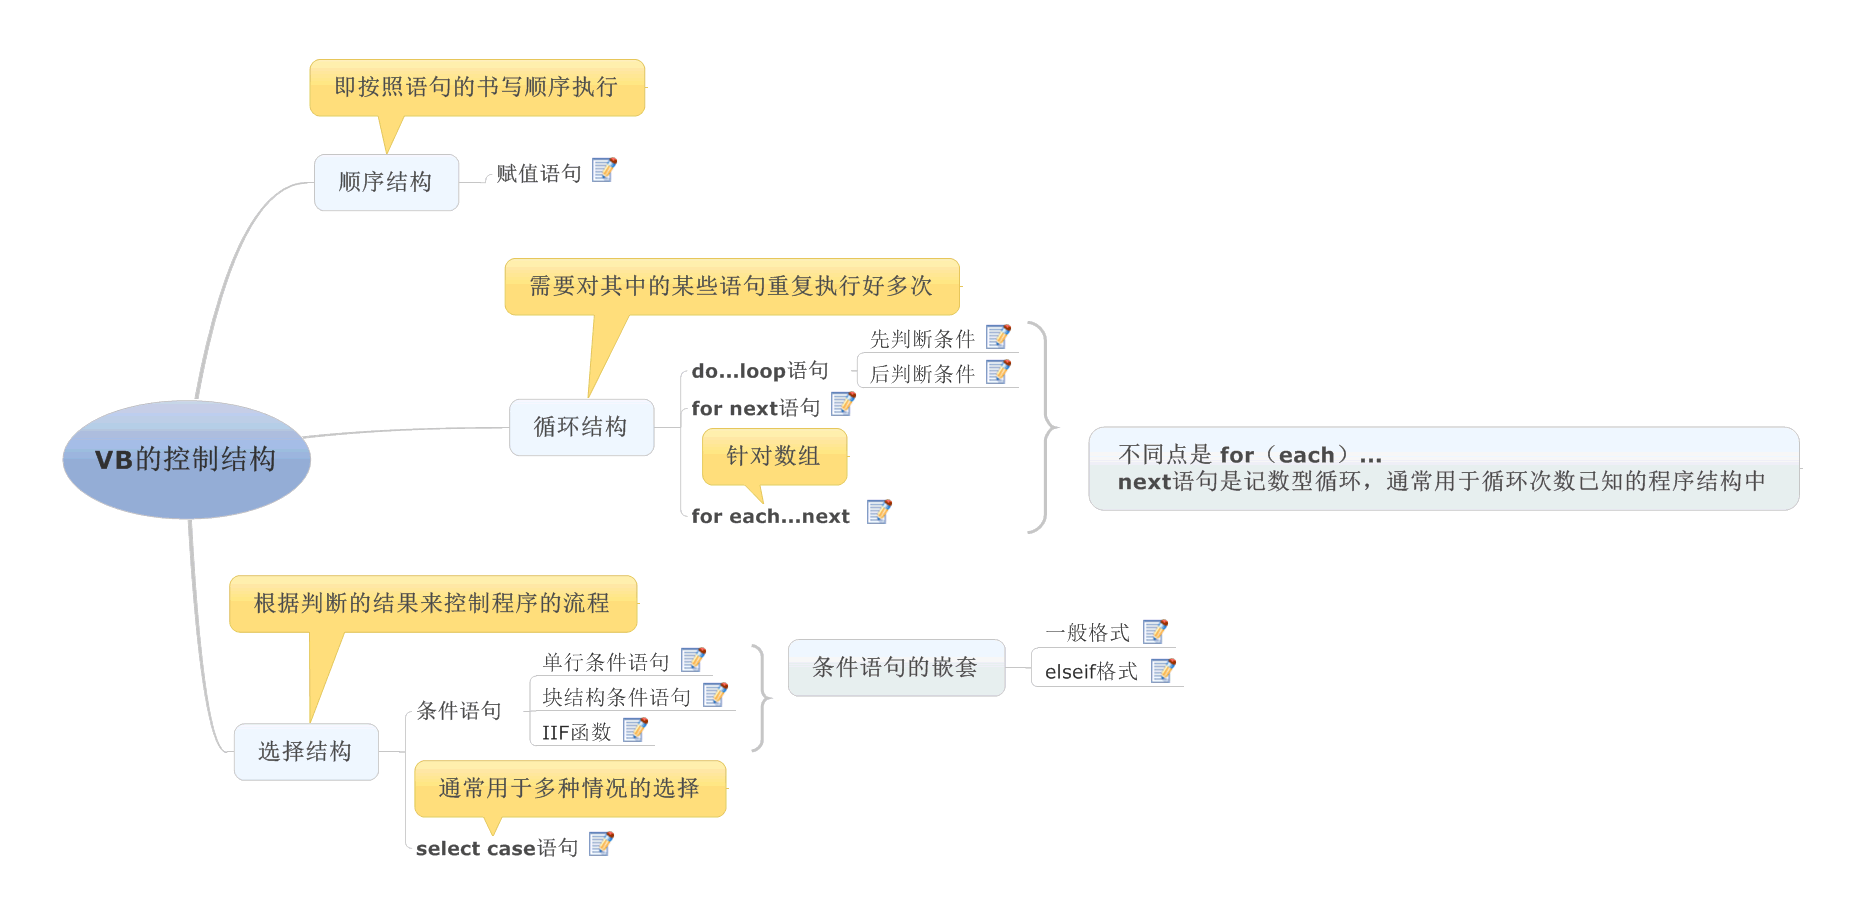 即按照语句的书写顺序执行
顺序结构
赋值语句
需要对其中的某些语句重复执行好多次
先判断条件
do...loop语句
后判断条件
for next语句
循环结构
针对数组
for each...next
不同点是 for（each）...
next语句是记数型循环，通常用于循环次数已知的程序结构中
VB的控制结构
根据判断的结果来控制程序的流程
单行条件语句
条件语句
块结构条件语句
IIF函数
条件语句的嵌套
一般格式
elseif格式
选择结构
通常用于多种情况的选择
select case语句